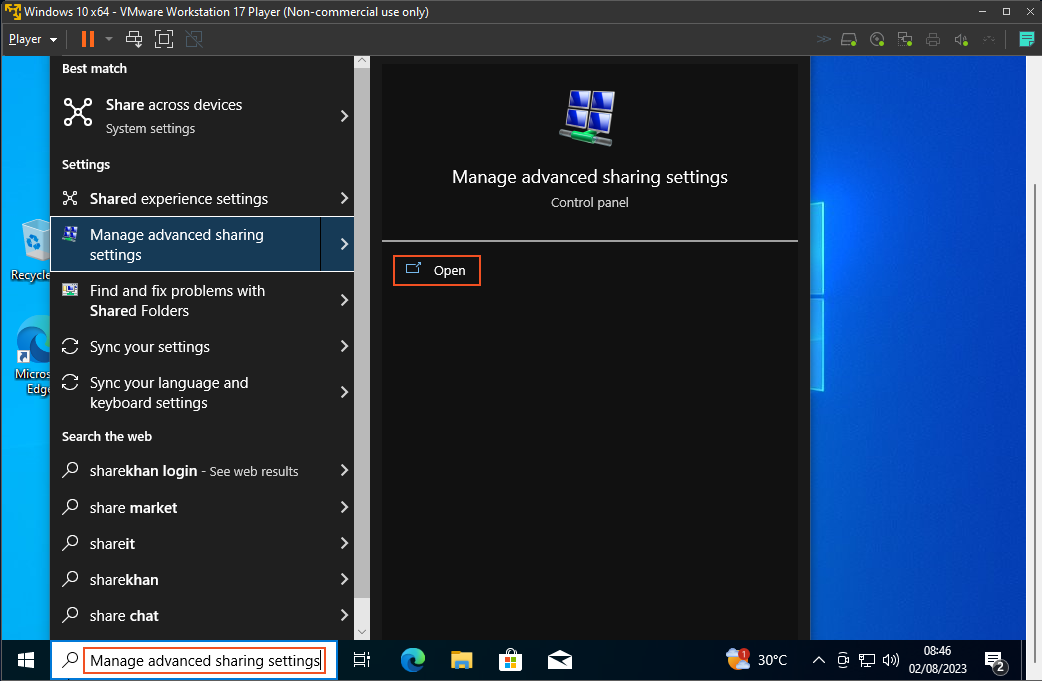 Windows 10 x64 - VMware Workstation 17 Player (Non-commercial use only)
Player
Best match
Share across devices
System settings
Settings
Shared experience settings
Manage advanced sharing
settings
Find and fix problems with
Shared Folders
Sync your settings
Sync your language and
keyboard settings
Search the web
sharekhan login - See web results
share market
shareit
sharekhan
share chat
Manage advanced sharing settings
Control panel
Open
Recycle
Micros
Edge
Manage advanced sharing settings
1
30°C
08:46
02/08/2023
2